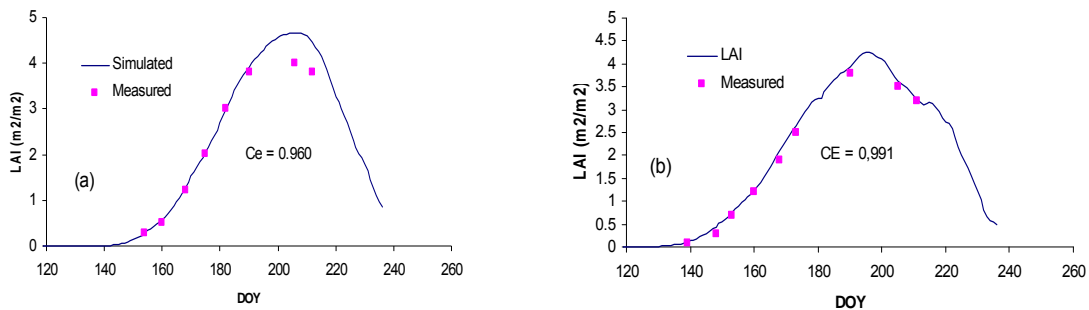 5
4
3
2
1
0
LAI (m2/m2)
Simulated
Measured
Ce = 0.960
(a)
120 140 160 180 200 220 240 260
DOY
5
4.5
4
3.5
3
2.5
2
1.5
1
0.5
0
LAI (m2/m2)
LAI
Measured
CE = 0,991
(b)
120 140 160 180 200 220 240 260
DOY